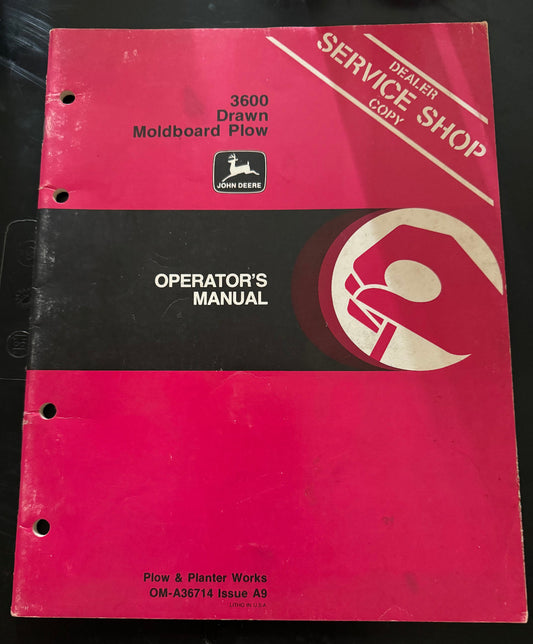 DEALER
SERVICE SHOP
COPY
3600
Drawn
Moldboard Plow
JOHN DEERE
OPERATOR'S
MANUAL
Plow & Planter Works
OM-A36714 Issue A9
LITHO IN U.S.A.